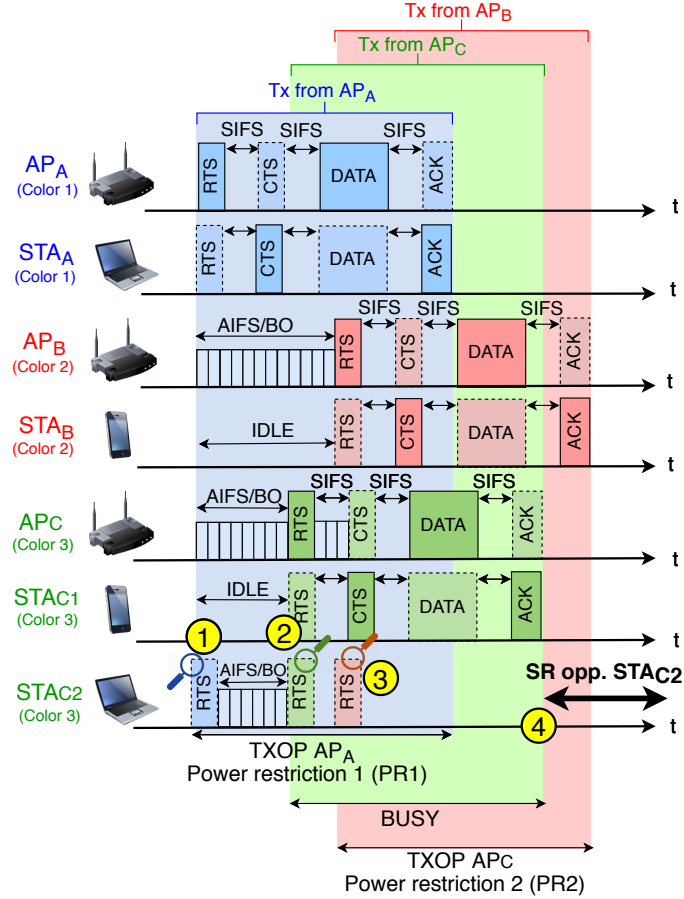 Tx from APB
Tx from APC
Tx from APA
SIFS SIFS SIFS
APA
(Color 1)
RTS CTS DATA ACK
t
STAA
(Color 1)
RTS CTS DATA ACK
t
SIFS SIFS SIFS
APB
(Color 2)
AIFS/BO
RTS CTS DATA ACK
t
STAB
(Color 2)
IDLE
RTS CTS DATA ACK
t
SIFS SIFS SIFS
APC
(Color 3)
AIFS/BO
RTS CTS DATA ACK
t
STAC1
(Color 3)
IDLE
RTS CTS DATA ACK
t
1 2
3
STAC2
(Color 3)
RTS AIFS/BO RTS RTS
SR opp. STAC2
4
t
TXOP APA
Power restriction 1 (PR1)
BUSY
TXOP APC
Power restriction 2 (PR2)